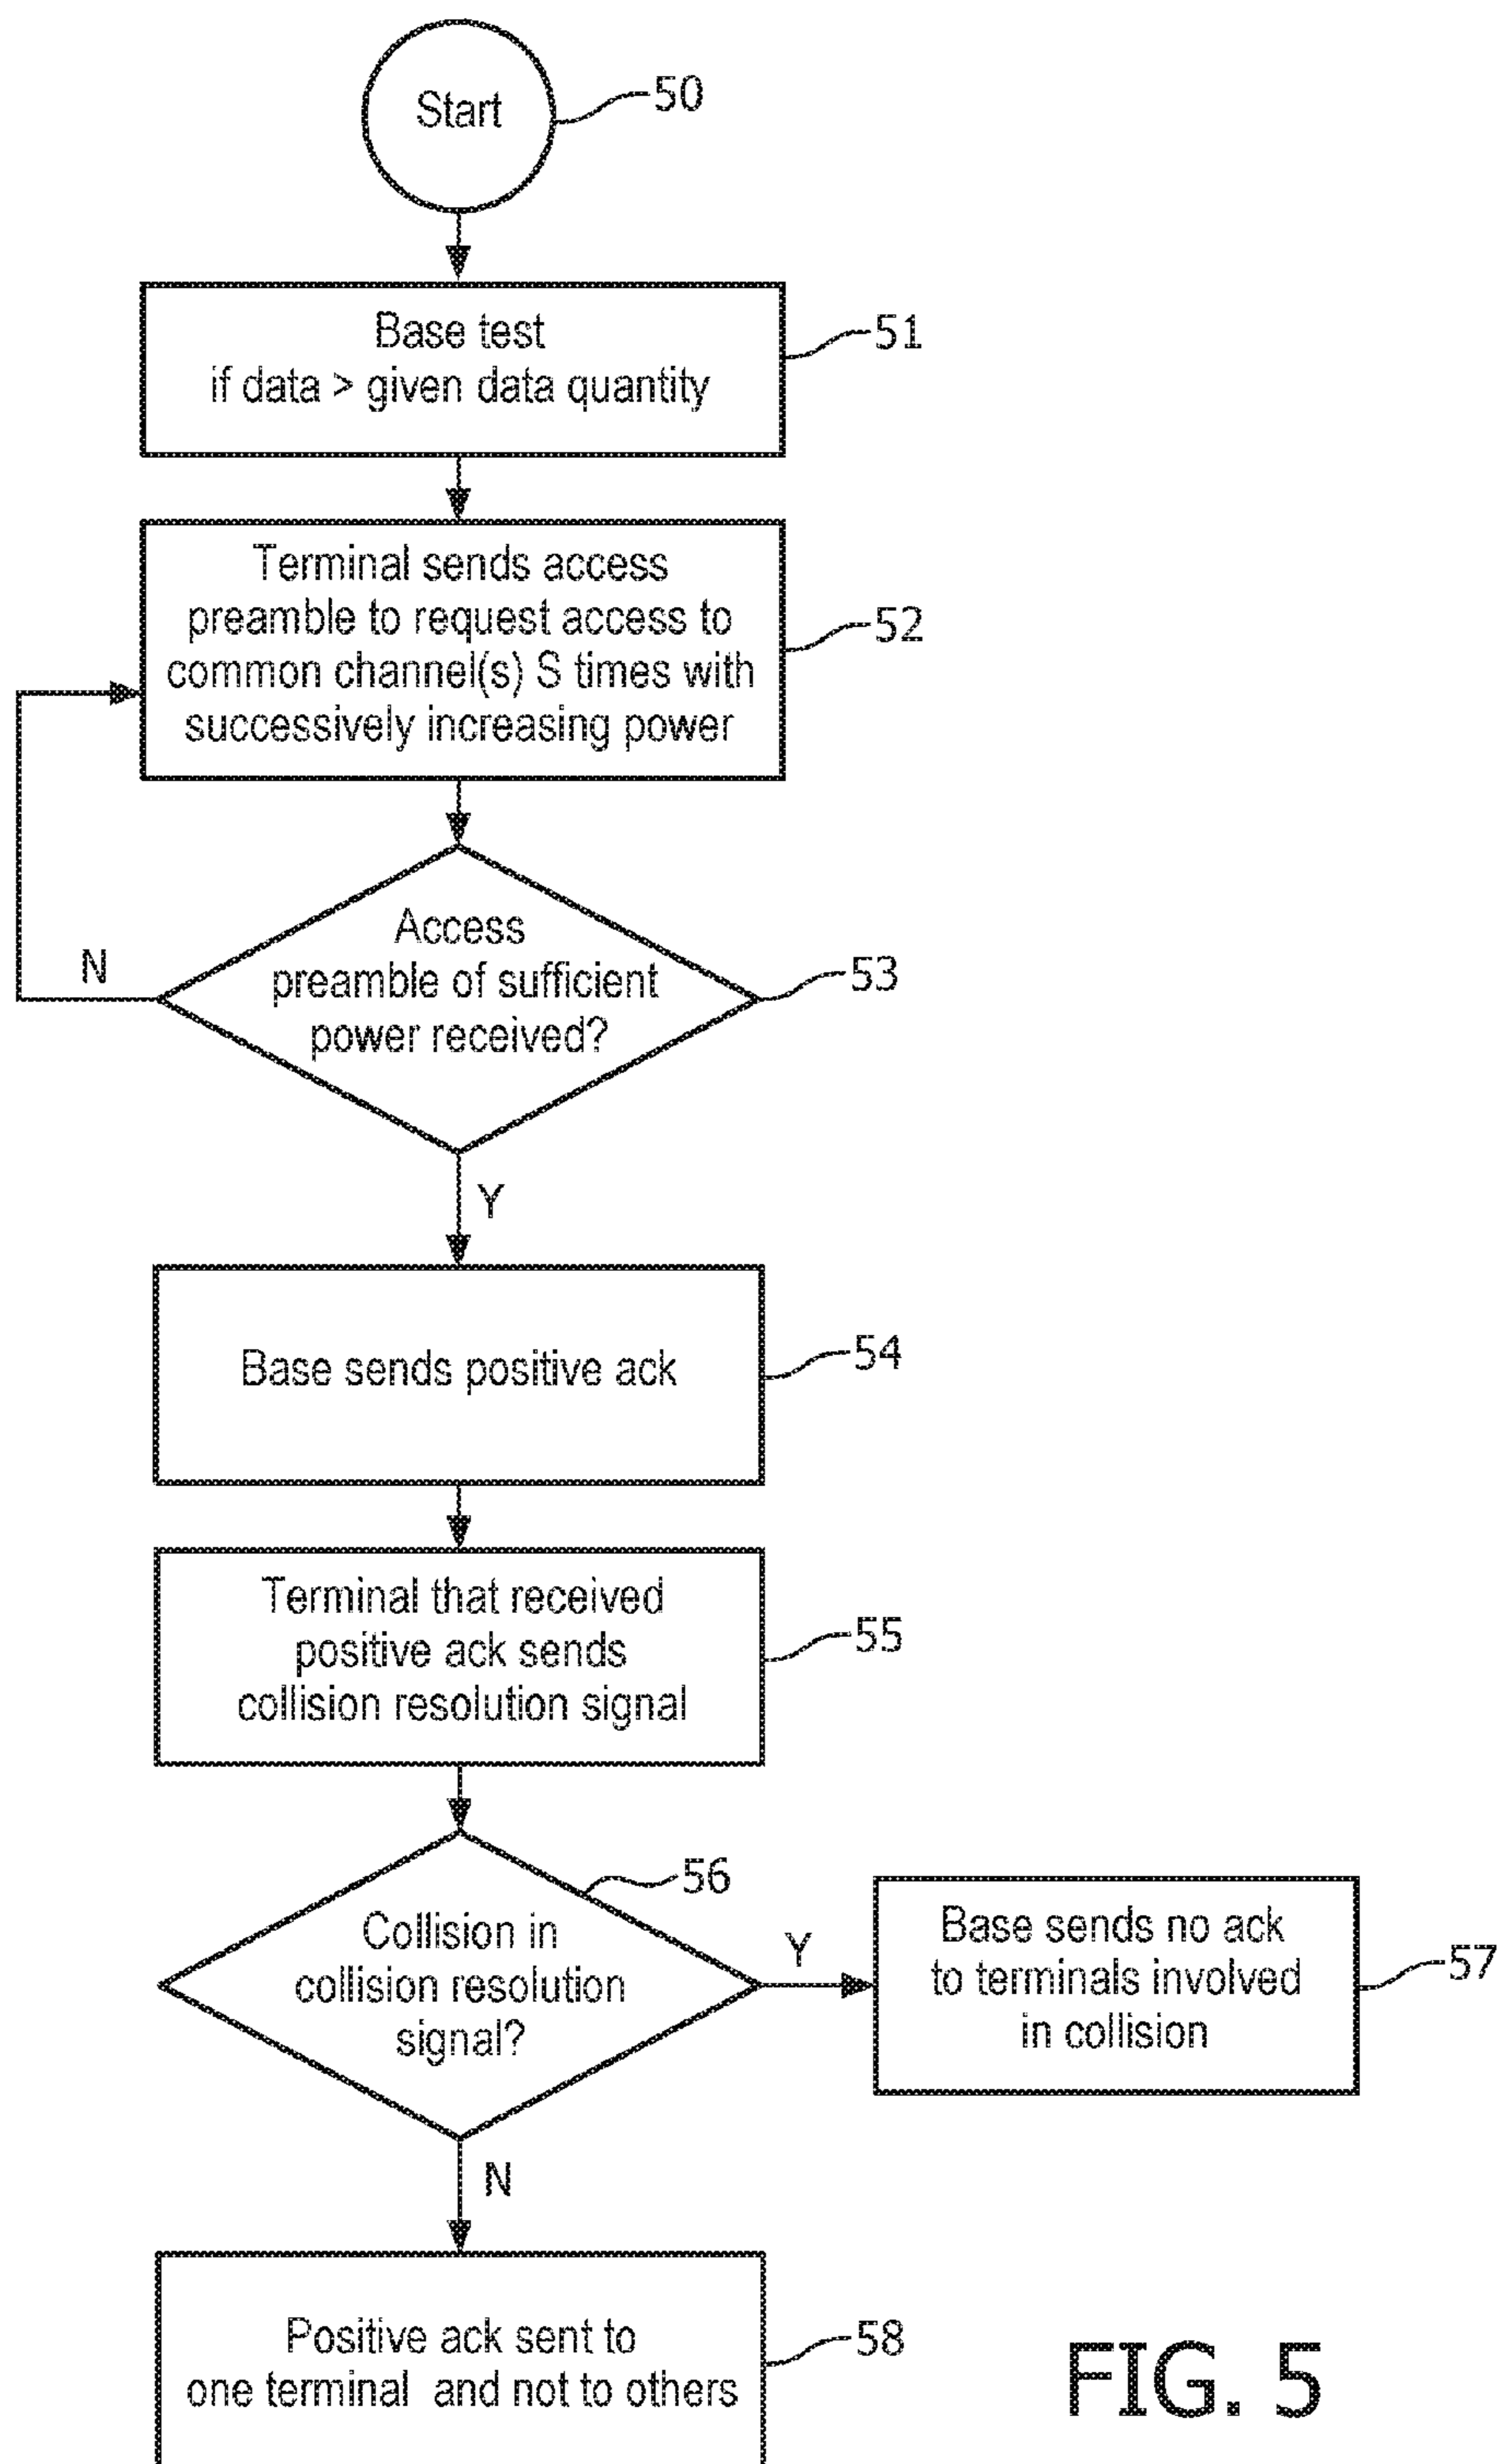 Start
50
Base test
if data > given data quantity
51
Terminal sends access
preamble to request access to
common channel(s) S times with
successively increasing power
52
Access
preamble of sufficient
power received?
53
N
Y
Base sends positive ack
54
Terminal that received
positive ack sends
collision resolution signal
55
56
Collision in
collision resolution
signal?
Y
Base sends no ack
to terminals involved
in collision
57
N
Positive ack sent to
one terminal and not to others
58
FIG. 5